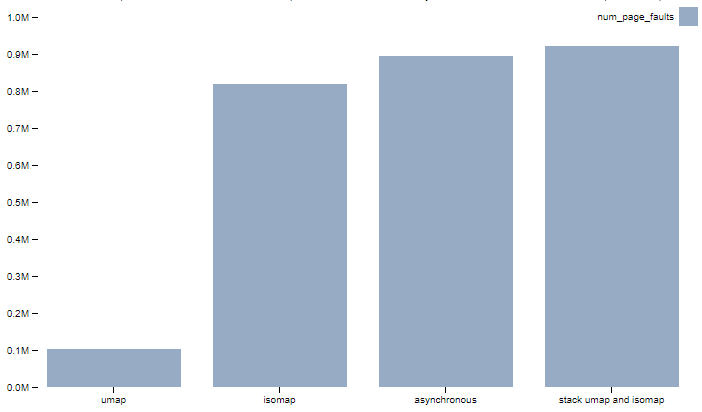 num_page_faults
1.0M
0.9M
0.8M
0.7M
0.6M
0.5M
0.4M
0.3M
0.2M
0.1M
0.0M
umap
isomap
asynchronous
stack umap and isomap